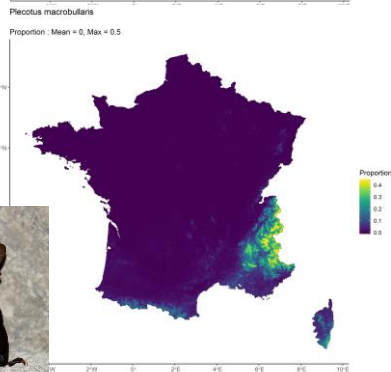 Plecotus macrobullaris
Proportion : Mean = 0, Max = 0.5
Proportion
0.4
0.3
0.2
0.1
0.0
2°W
0°
2°E
4°E
6°E
8°E
10°E